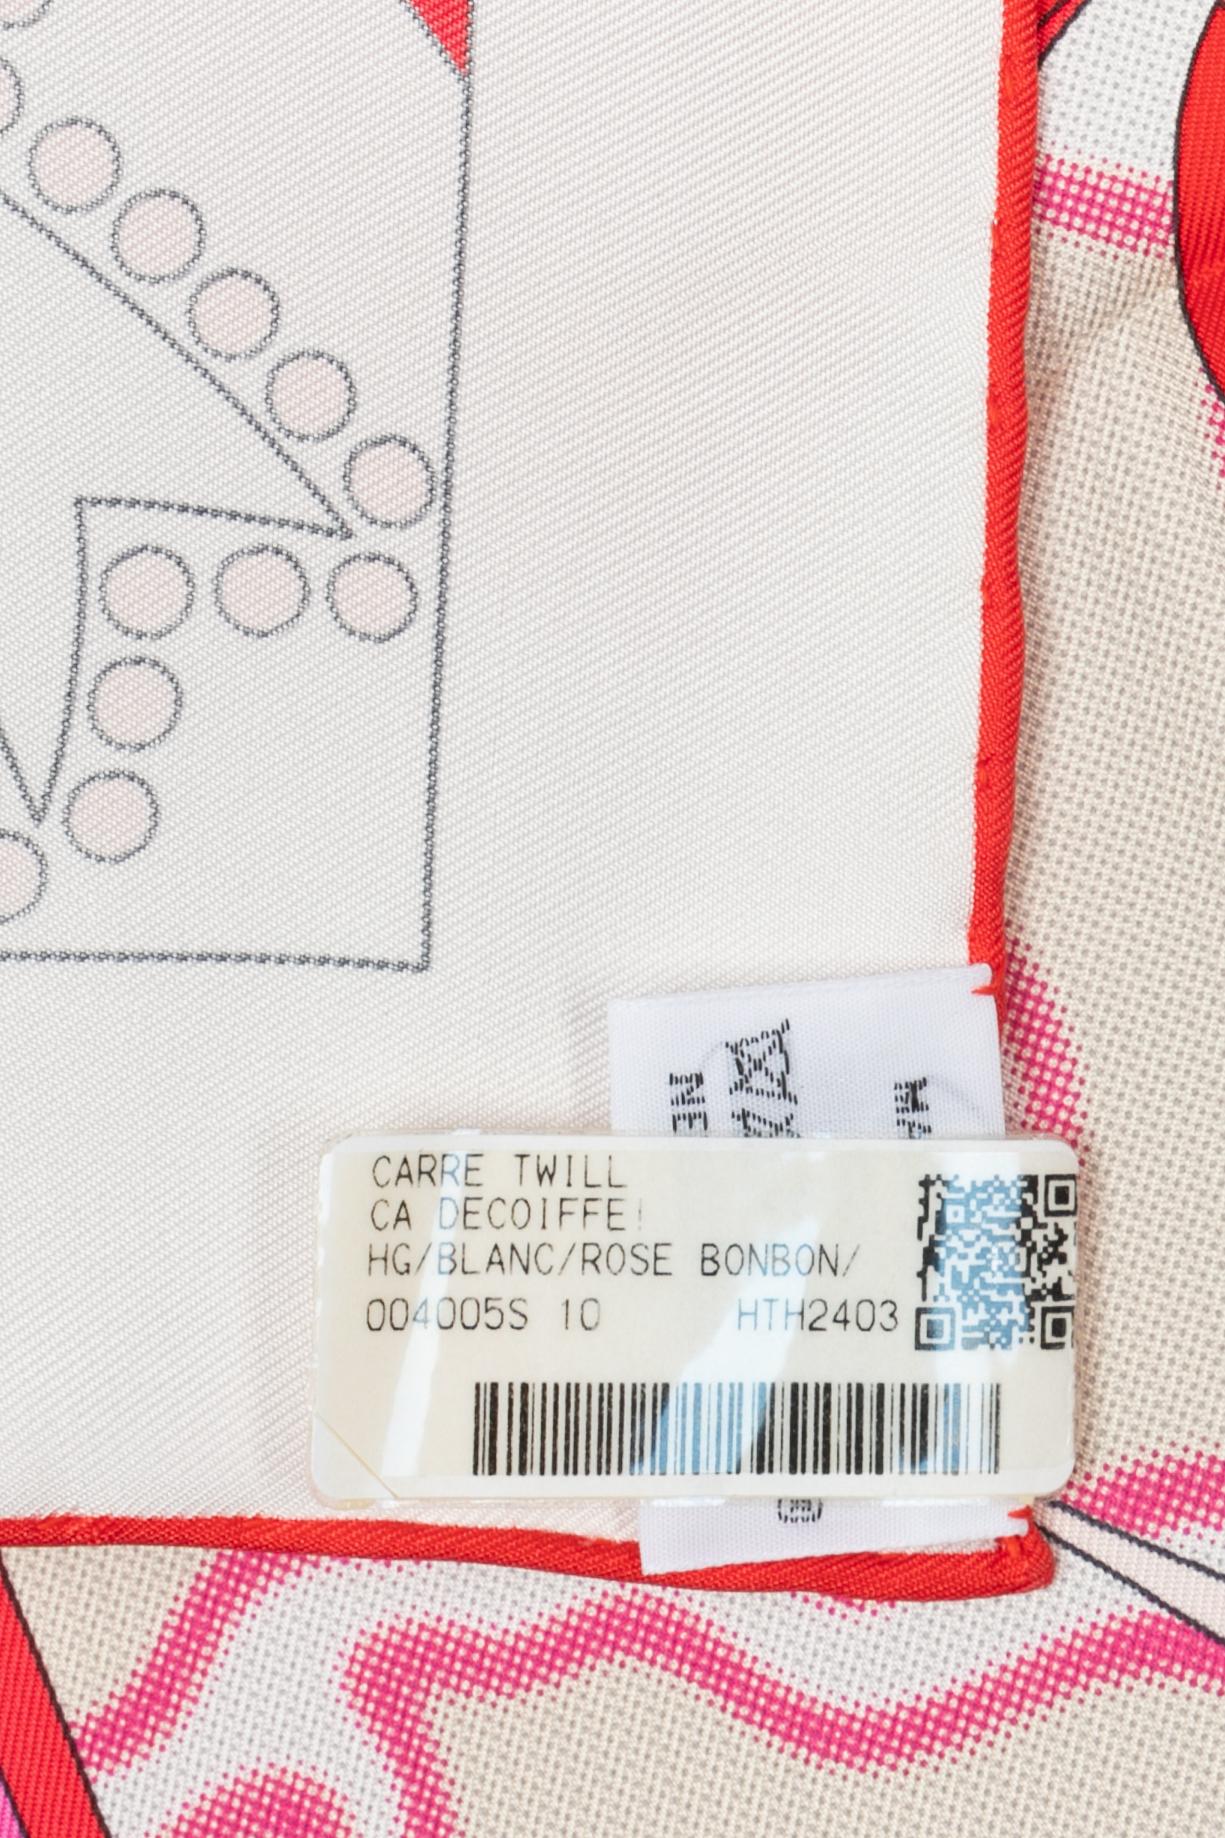 CARRE TWILL
CA DECOIFFE!
HG/BLANC/ROSE BONBON/
004005S 10 HTH2403